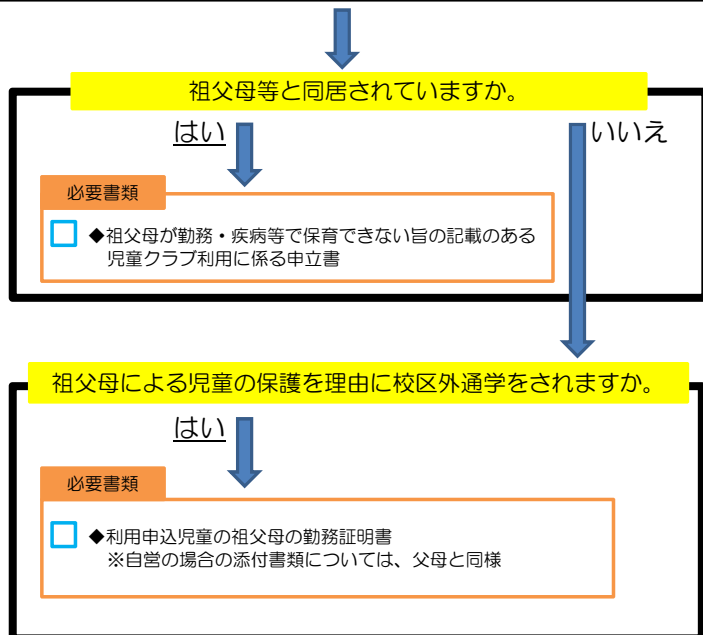 祖父母等と同居されていますか。
はい
いいえ
必要書類
◆祖父母が勤務・疾病等で保育できない旨の記載のある
児童クラブ利用に係る申立書
祖父母による児童の保護を理由に校区外通学をされますか。
はい
必要書類
◆利用申込児童の祖父母の勤務証明書
※自営の場合の添付書類については、父母と同様